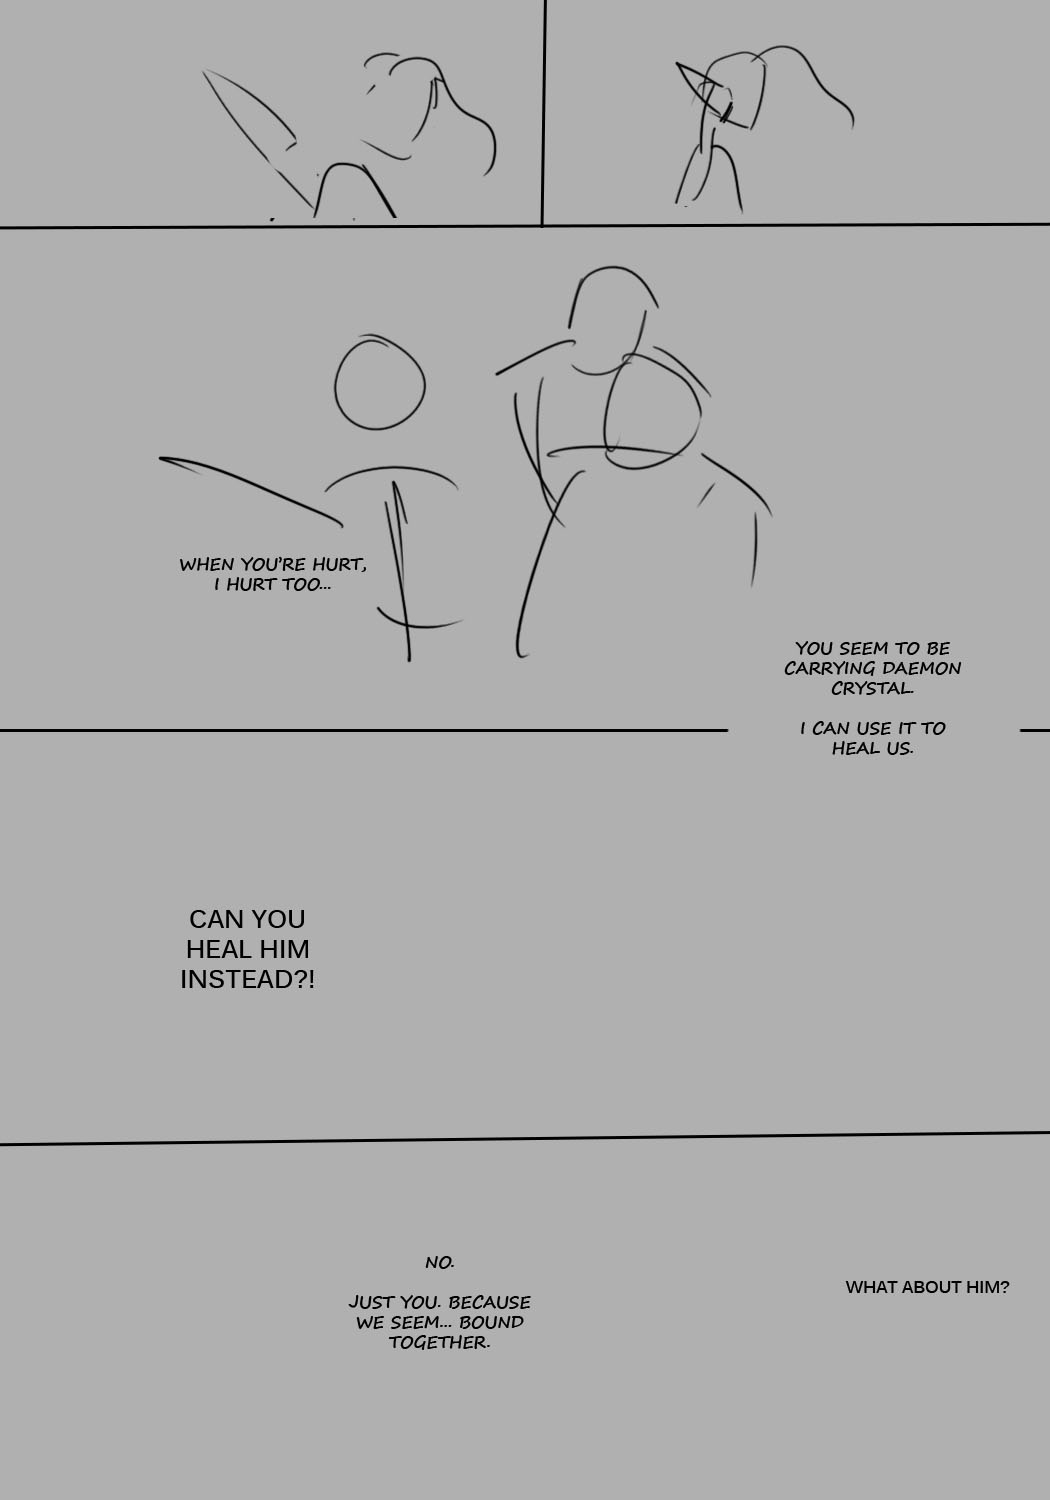 WHEN YOU'RE HURT,
I HURT TOO...
YOU SEEM TO BE
CARRYING DAEMON
CRYSTAL.
I CAN USE IT TO
HEAL US.
CAN YOU
HEAL HIM
INSTEAD?!
NO.
JUST YOU. BECAUSE
WE SEEM... BOUND
TOGETHER.
WHAT ABOUT HIM?